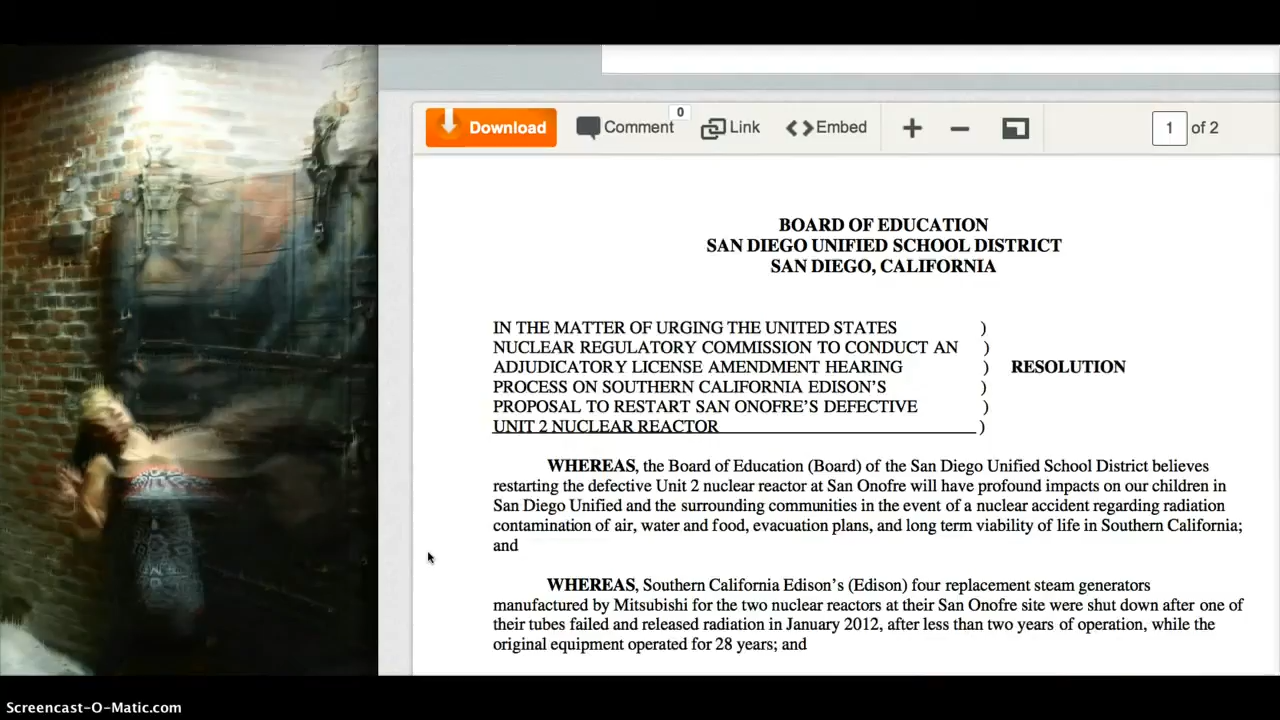 Download
Comment
0
Link
Embed
1 of 2
BOARD OF EDUCATION
SAN DIEGO UNIFIED SCHOOL DISTRICT
SAN DIEGO, CALIFORNIA
IN THE MATTER OF URGING THE UNITED STATES )
NUCLEAR REGULATORY COMMISSION TO CONDUCT AN )
ADJUDICATORY LICENSE AMENDMENT HEARING ) RESOLUTION
PROCESS ON SOUTHERN CALIFORNIA EDISON’S )
PROPOSAL TO RESTART SAN ONOFRE’S DEFECTIVE )
UNIT 2 NUCLEAR REACTOR )
WHEREAS, the Board of Education (Board) of the San Diego Unified School District believes
restarting the defective Unit 2 nuclear reactor at San Onofre will have profound impacts on our children in
San Diego Unified and the surrounding communities in the event of a nuclear accident regarding radiation
contamination of air, water and food, evacuation plans, and long term viability of life in Southern California;
and
WHEREAS, Southern California Edison’s (Edison) four replacement steam generators
manufactured by Mitsubishi for the two nuclear reactors at their San Onofre site were shut down after one of
their tubes failed and released radiation in January 2012, after less than two years of operation, while the
original equipment operated for 28 years; and
Screencast-O-Matic.com